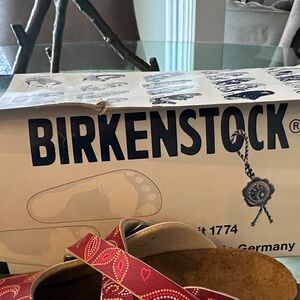 BIRKENSTOCK®
it 1774
Germany